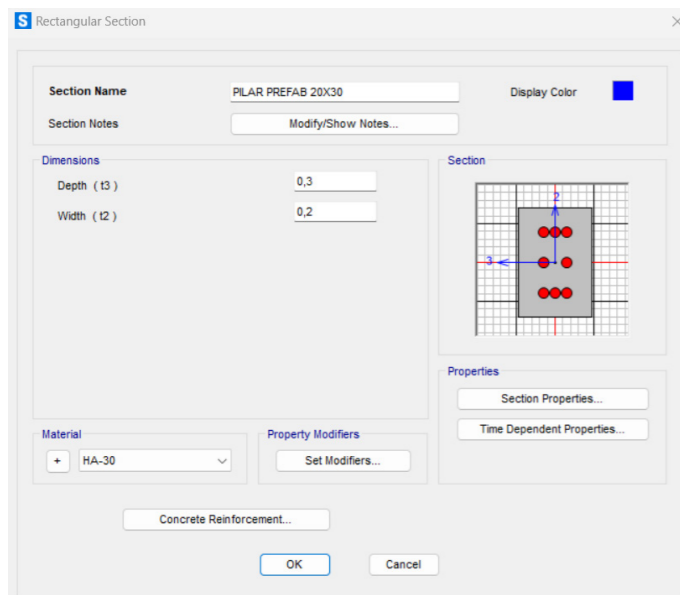 S Rectangular Section
Section Name PILAR PREFAB 20X30 Display Color
Section Notes Modify/Show Notes...
Dimensions
Depth ( t3 ) 0,3
Width ( t2 ) 0,2
Section
2
3
Properties
Section Properties...
Time Dependent Properties...
Material
+ HA-30
Property Modifiers
Set Modifiers...
Concrete Reinforcement...
OK Cancel